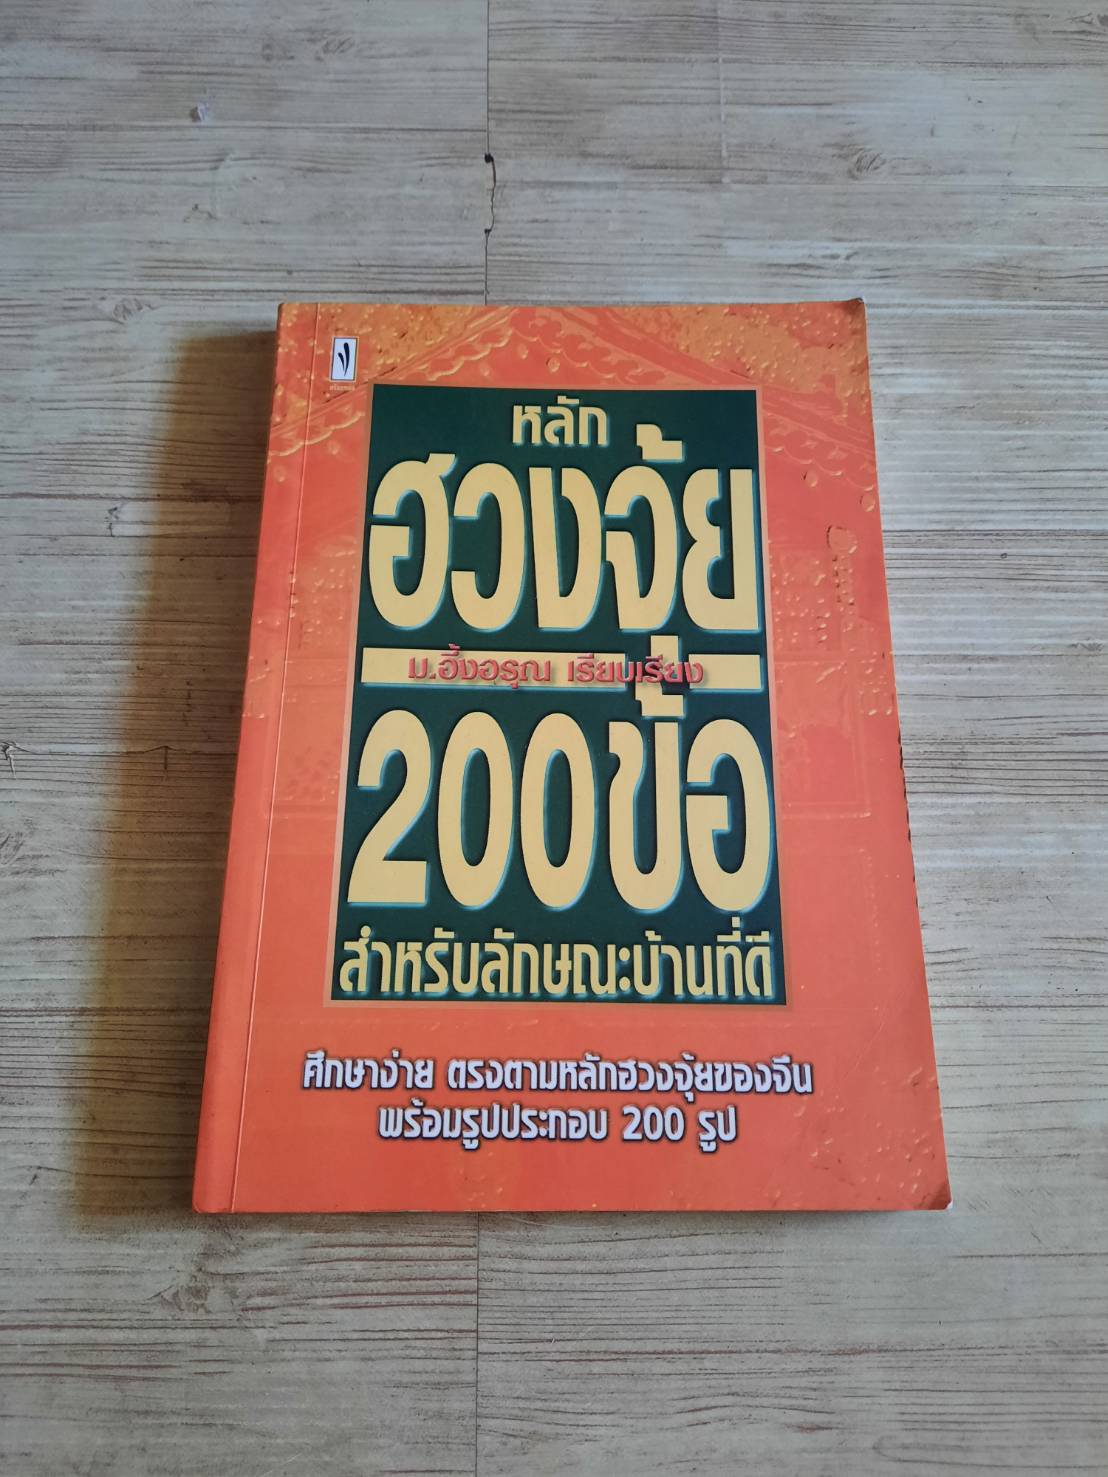 หลัก
ฮวงจุ้ย
ม.อึ้งอรุณ เรียบเรียง
200ข้อ
สำหรับลักษณะบ้านที่ดี
ศึกษาง่าย ตรงตามหลักฮวงจุ้ยของจีน
พร้อมรูปประกอบ 200 รูป